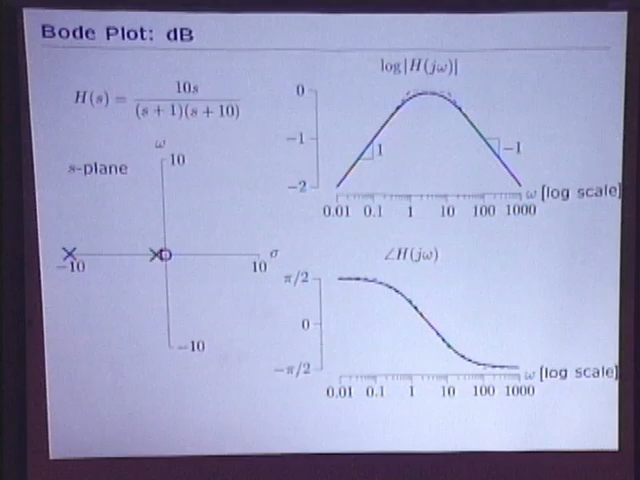 Bode Plot: dB
H(s) = 10s / (s + 1)(s + 10)
s-plane
ω
10
σ
-10
10
-10
log|H(jω)|
0
-1
-2
1
-1
0.01 0.1 1 10 100 1000
ω [log scale]
∠H(jω)
π/2
0
-π/2
0.01 0.1 1 10 100 1000
ω [log scale]